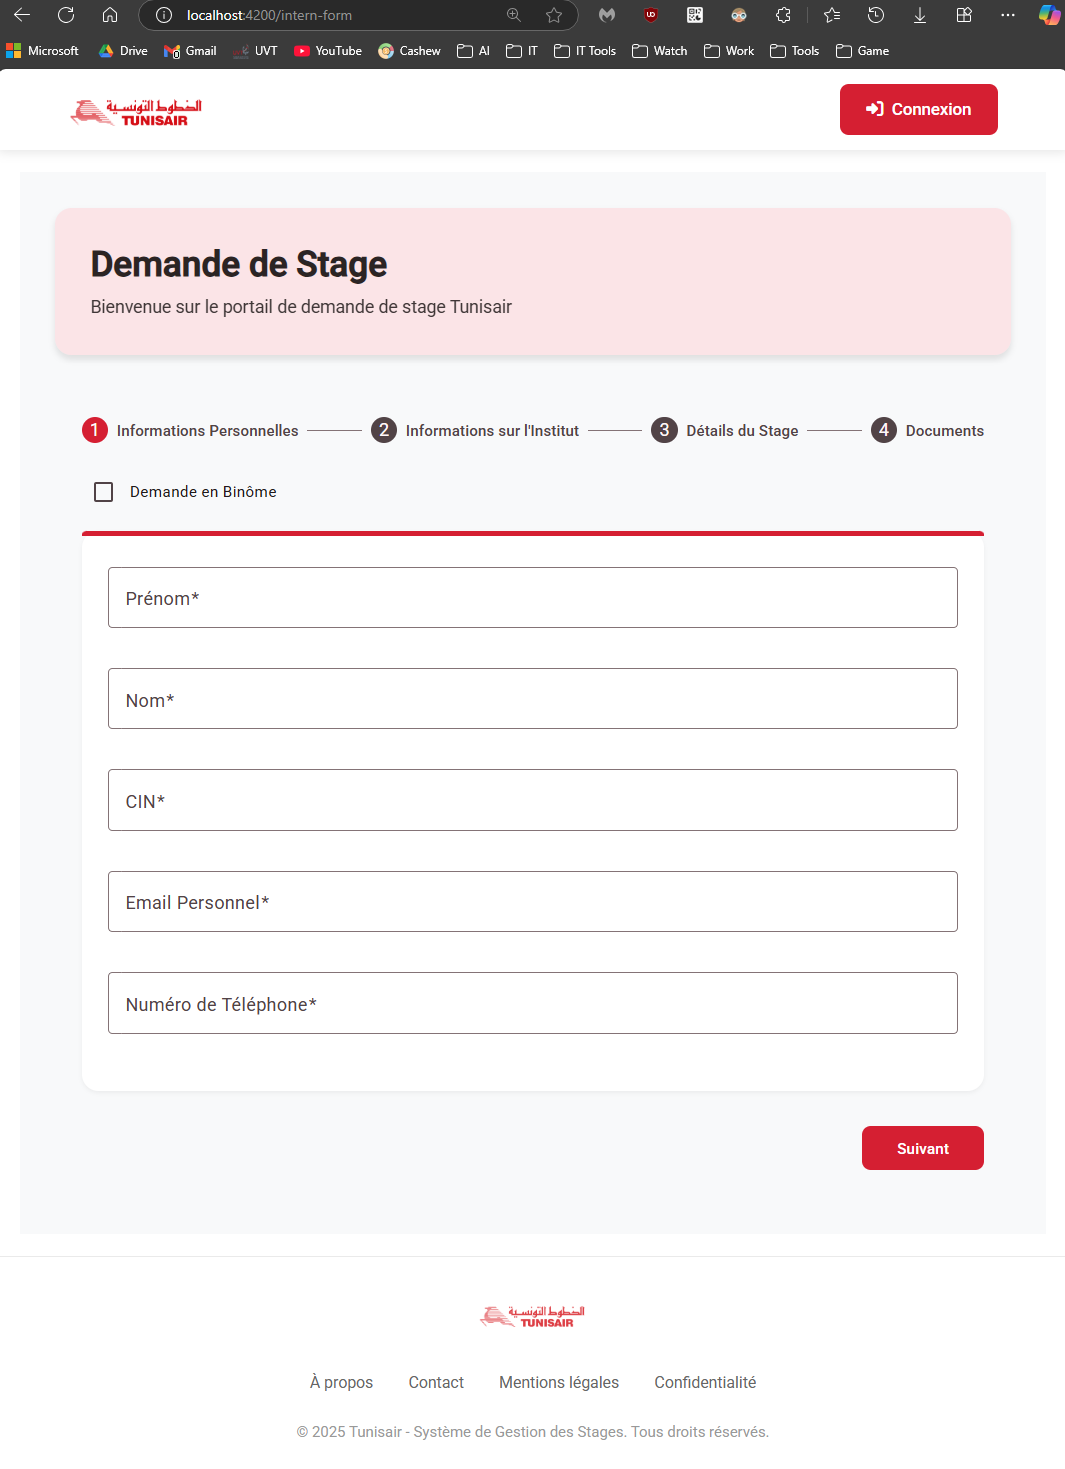 localhost:4200/intern-form
Microsoft Drive Gmail UVT YouTube Cashew AI IT IT Tools Watch Work Tools Game
الخطوط التونسية
TUNISAIR
Connexion
Demande de Stage
Bienvenue sur le portail de demande de stage Tunisair
1 Informations Personnelles 2 Informations sur l'Institut 3 Détails du Stage 4 Documents
Demande en Binôme
Prénom*
Nom*
CIN*
Email Personnel*
Numéro de Téléphone*
Suivant
الخطوط التونسية
TUNISAIR
À propos Contact Mentions légales Confidentialité
© 2025 Tunisair - Système de Gestion des Stages. Tous droits réservés.